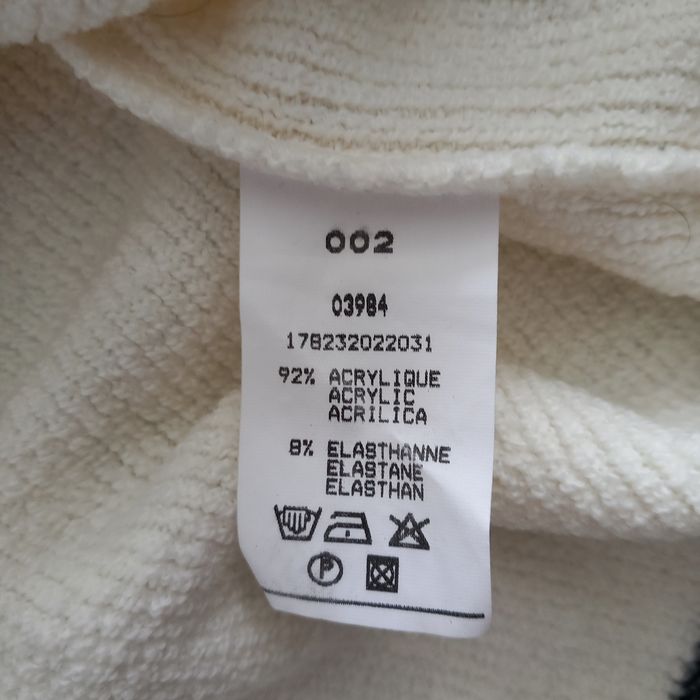 002
03984
178232022031
92% ACRYLIQUE
ACRYLIC
ACRILICA
8% ELASTHANNE
ELASTANE
ELASTHAN
P